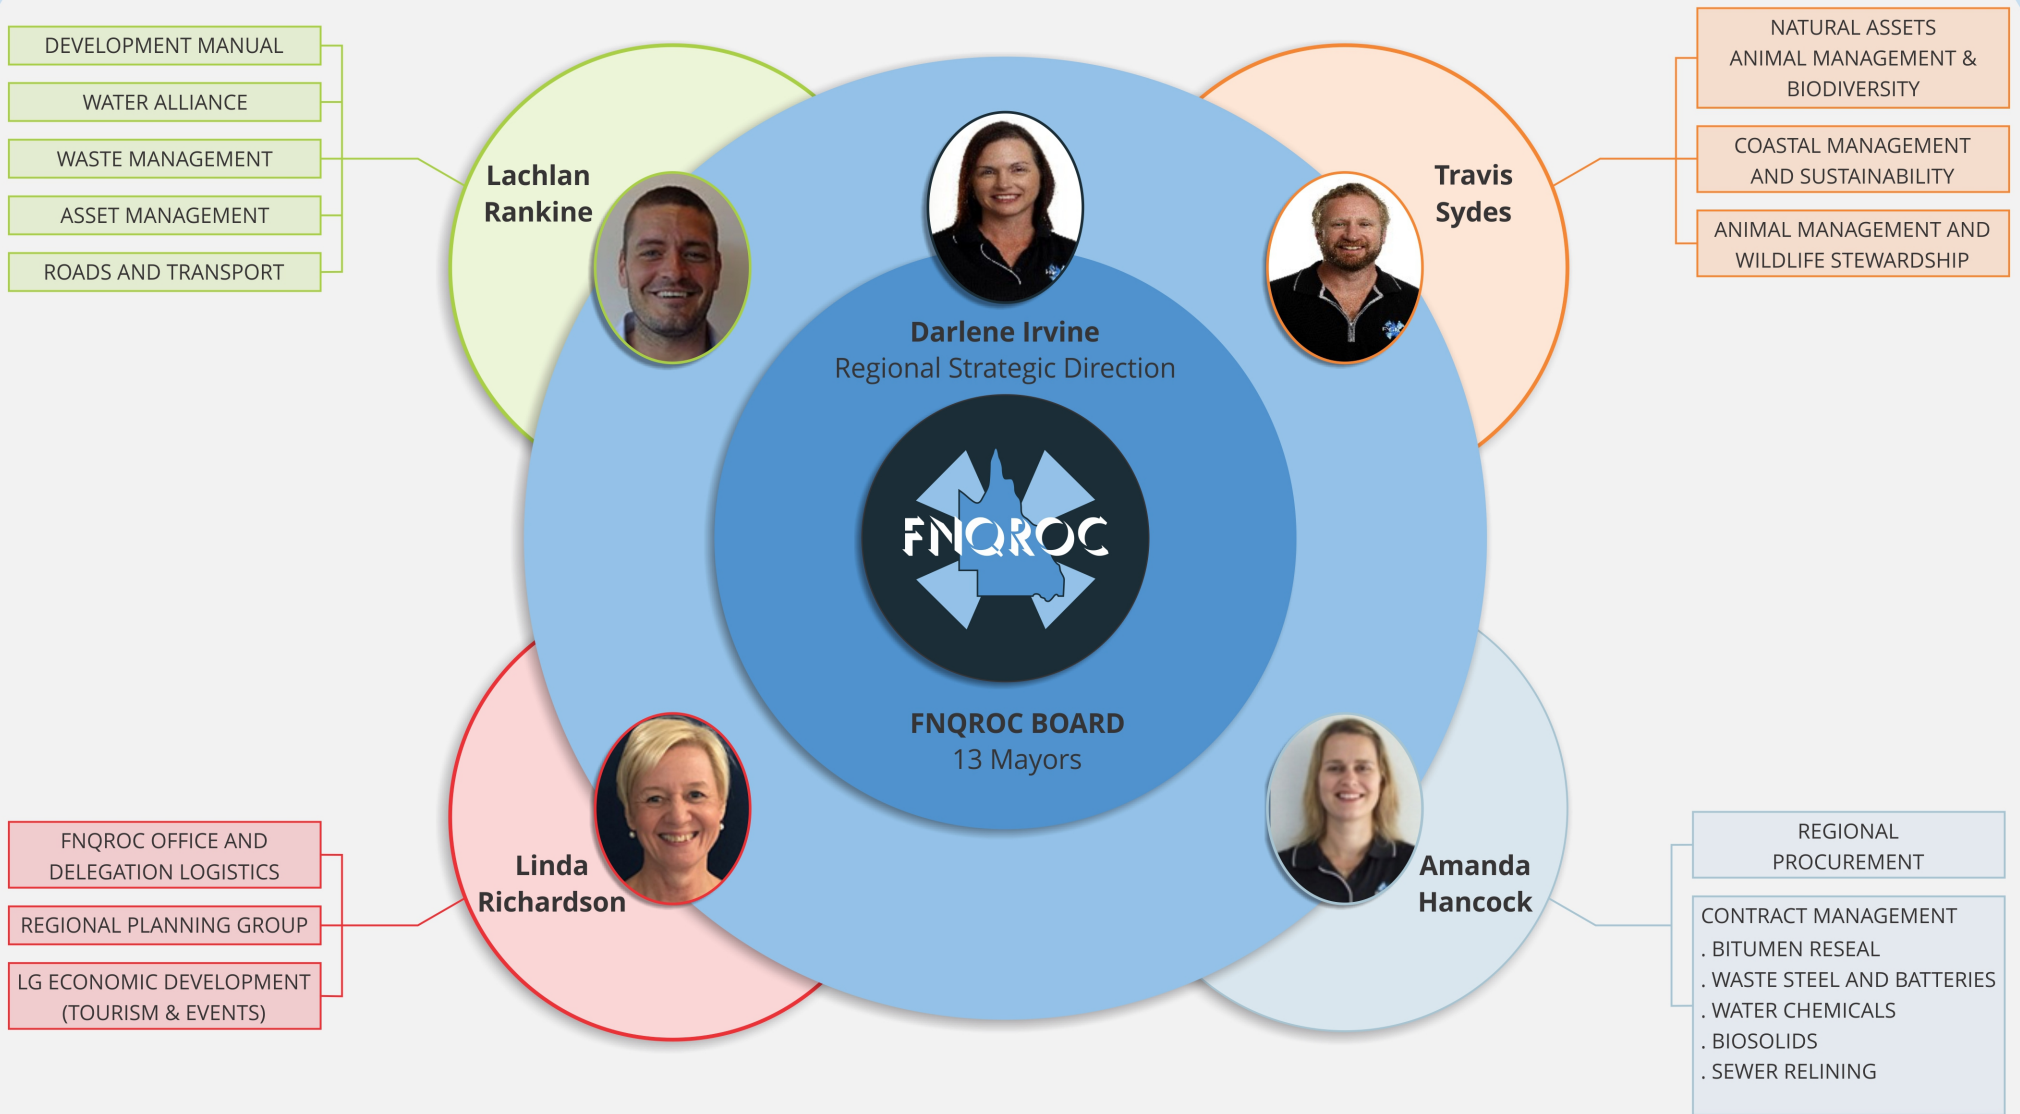 DEVELOPMENT MANUAL
WATER ALLIANCE
WASTE MANAGEMENT
ASSET MANAGEMENT
ROADS AND TRANSPORT
Lachlan
Rankine
Darlene Irvine
Regional Strategic Direction
Travis
Sydes
NATURAL ASSETS
ANIMAL MANAGEMENT &
BIODIVERSITY
COASTAL MANAGEMENT
AND SUSTAINABILITY
ANIMAL MANAGEMENT AND
WILDLIFE STEWARDSHIP
FNQROC
FNQROC BOARD
13 Mayors
FNQROC OFFICE AND
DELEGATION LOGISTICS
REGIONAL PLANNING GROUP
LG ECONOMIC DEVELOPMENT
(TOURISM & EVENTS)
Linda
Richardson
Amanda
Hancock
REGIONAL
PROCUREMENT
CONTRACT MANAGEMENT
. BITUMEN RESEAL
. WASTE STEEL AND BATTERIES
. WATER CHEMICALS
. BIOSOLIDS
. SEWER RELINING